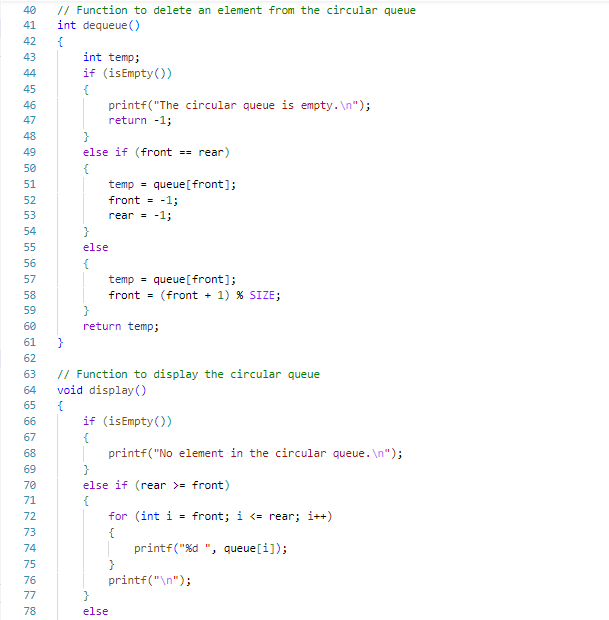 40 // Function to delete an element from the circular queue
41 int dequeue()
42 {
43     int temp;
44     if (isEmpty())
45     {
46         printf("The circular queue is empty.\n");
47         return -1;
48     }
49     else if (front == rear)
50     {
51         temp = queue[front];
52         front = -1;
53         rear = -1;
54     }
55     else
56     {
57         temp = queue[front];
58         front = (front + 1) % SIZE;
59     }
60     return temp;
61 }
62
63 // Function to display the circular queue
64 void display()
65 {
66     if (isEmpty())
67     {
68         printf("No element in the circular queue.\n");
69     }
70     else if (rear >= front)
71     {
72         for (int i = front; i <= rear; i++)
73         {
74             printf("%d ", queue[i]);
75         }
76         printf("\n");
77     }
78     else